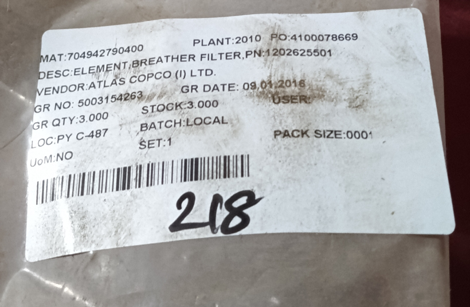 MAT:704942790400 PLANT:2010 PO:4100078669
DESC:ELEMENT,BREATHER FILTER,PN:1202625501
VENDOR:ATLAS COPCO (I) LTD.
GR NO: 5003154263 GR DATE: 09.01.2016
GR QTY:3.000 STOCK:3.000 USER:
LOC:PY C-487 BATCH:LOCAL PACK SIZE:0001
UoM:NO SET:1
218